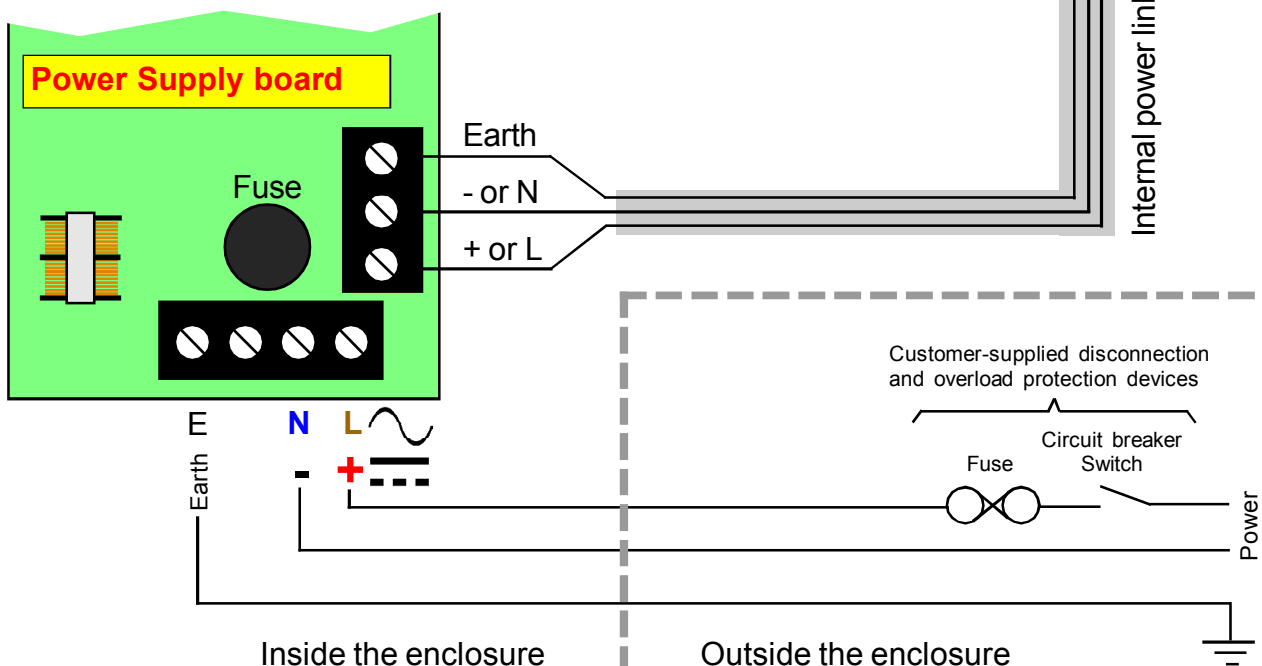 Power Supply board
Fuse
Earth
- or N
+ or L
Internal power link
Customer-supplied disconnection
and overload protection devices
Circuit breaker
Fuse Switch
E N L
Earth - +
Power
Inside the enclosure Outside the enclosure